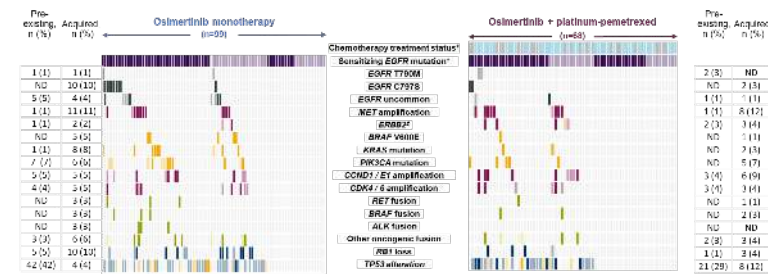 Pre-existing, n (%) Acquired n (%) Osimertinib monotherapy (n=99) Osimertinib + platinum-pemetrexed (n=68) Pre-existing, n (%) Acquired n (%)
Chemotherapy treatment status
Sensitizing EGFR mutation
1 (1) 1 (1) EGFR T790M 2 (3) ND
ND 10 (10) EGFR C797S ND 2 (3)
5 (5) 4 (4) EGFR uncommon 1 (1) 1 (1)
1 (1) 11 (11) MET amplification 1 (1) 8 (12)
1 (1) 2 (2) ERBB2 2 (3) 3 (4)
ND 5 (5) BRAF V600E ND 1 (1)
1 (1) 8 (8) KRAS mutation ND 2 (3)
7 (7) 6 (6) PIK3CA mutation ND 5 (7)
5 (5) 5 (5) CCND1 / E1 amplification 3 (4) 6 (9)
4 (4) 5 (5) CDK4 / 6 amplification 3 (4) 3 (4)
ND 3 (3) RET fusion ND 1 (1)
ND 3 (3) BRAF fusion ND 2 (3)
ND 3 (3) ALK fusion ND ND
3 (3) 6 (6) Other oncogenic fusion 2 (3) 3 (4)
5 (5) 10 (10) RB1 loss 1 (1) 3 (4)
42 (42) 4 (4) TP53 alteration 8 (12)